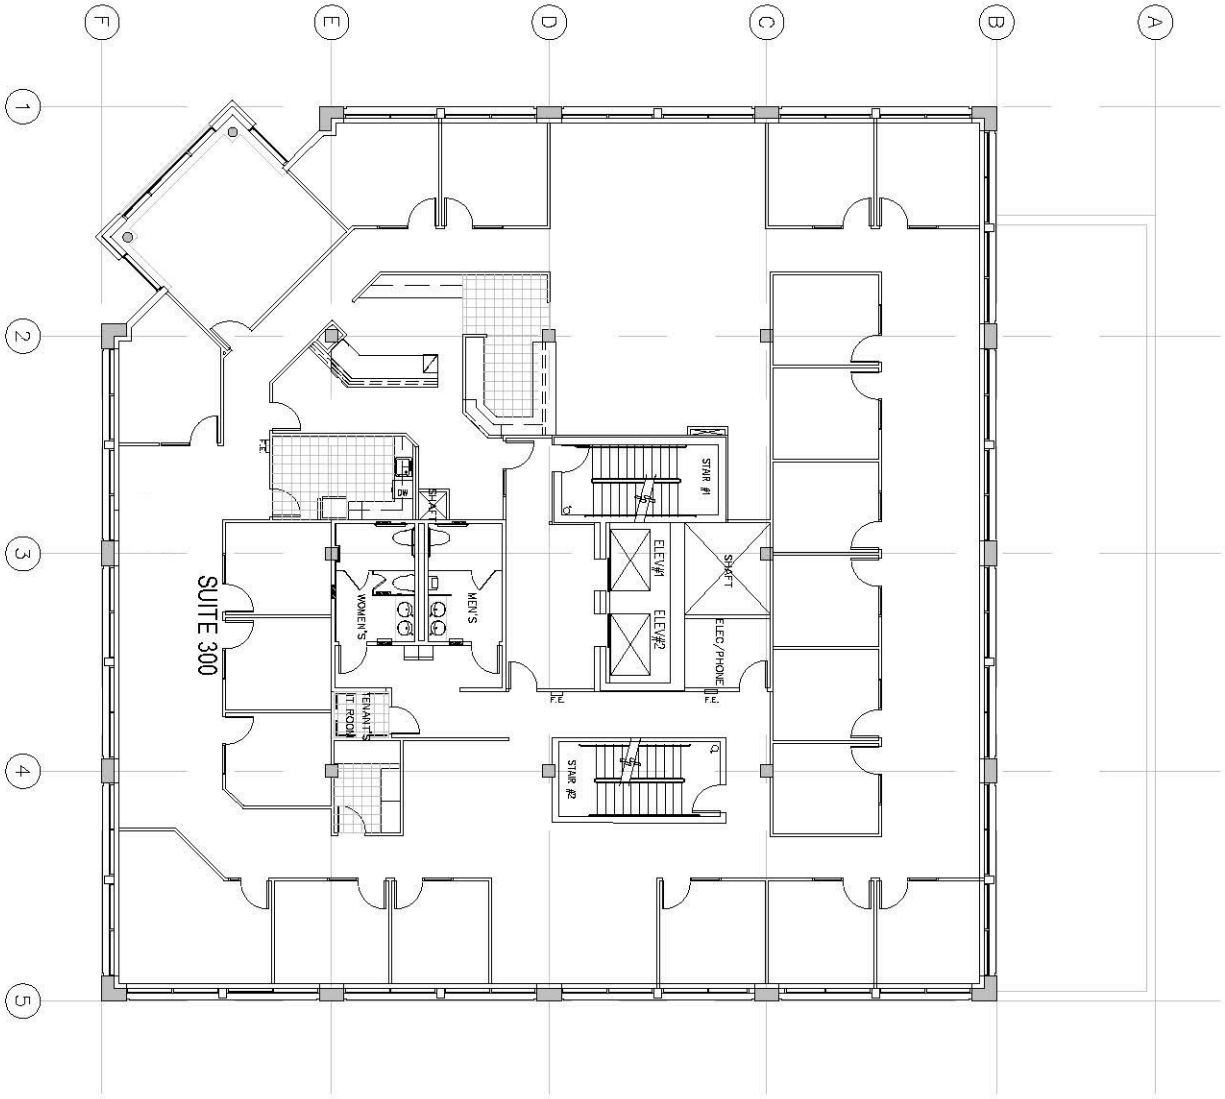 F
E
D
C
B
A
1
2
3
4
5
F.E.
DW
SHAFT
STAIR #1
ELEV#1
SHAFT
SUITE 300
WOMEN'S
MEN'S
ELEV#2
ELEC/PHONE
TENANT'S
IT ROOM
F.E.
F.E.
STAIR #2